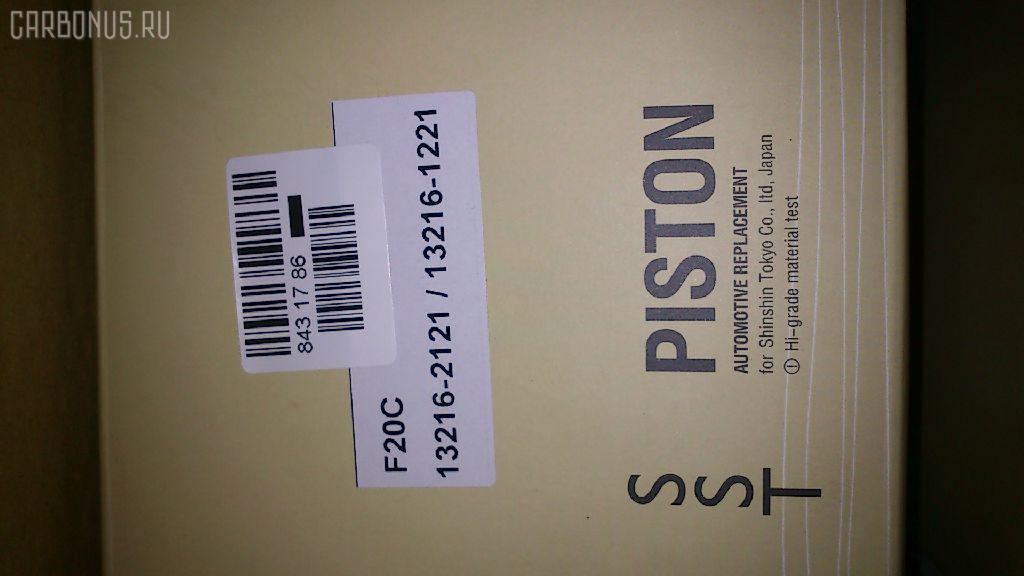 CARBONUS.RU
843 17 86
F20C
13216-2121 / 13216-1221
SST
PISTON
AUTOMOTIVE REPLACEMENT
for Shinshin Tokyo Co., ltd, Japan
① Hi-grade material test